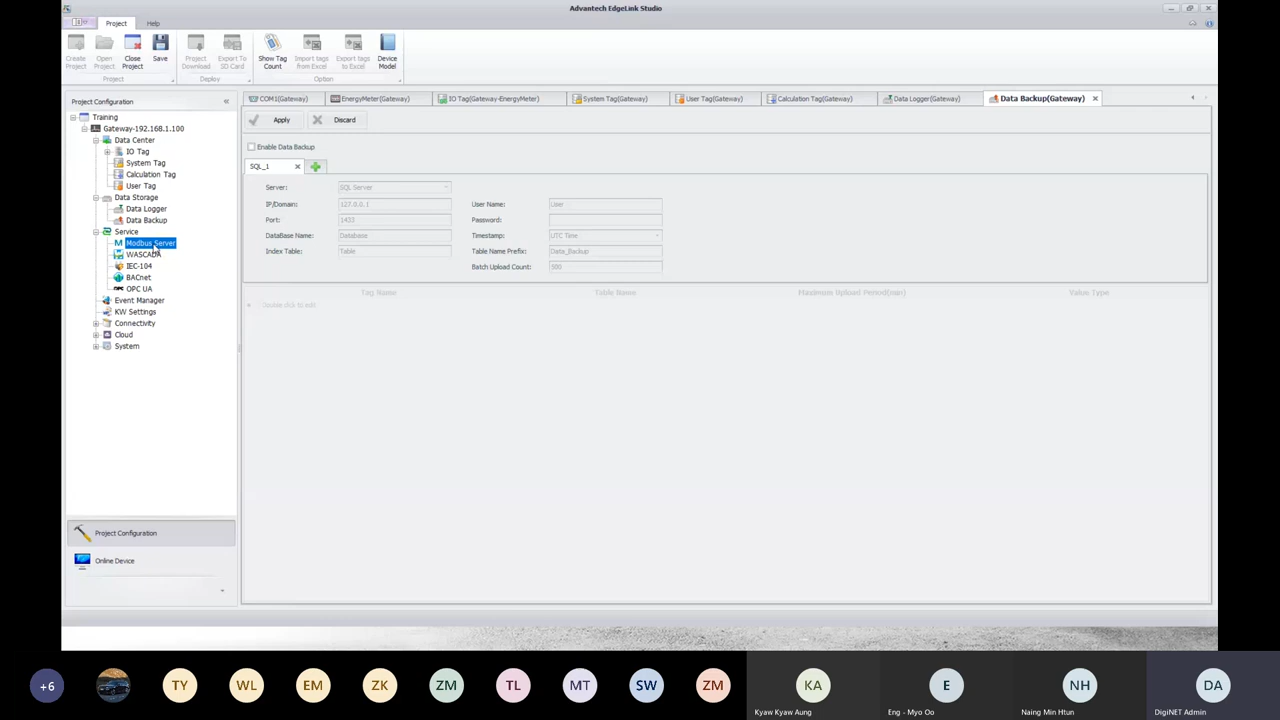 Advantech EdgeLink Studio
Project
Help
Create Project
Open Project
Close Project
Save
Project Download
Export To SD Card
Show Tag Count
Import tags from Excel
Export tags to Excel
Device Model
Project
Deploy
Option
Project Configuration
COM1(Gateway)
EnergyMeter(Gateway)
IO Tag(Gateway-EnergyMeter)
System Tag(Gateway)
User Tag(Gateway)
Calculation Tag(Gateway)
Data Logger(Gateway)
Data Backup(Gateway)
Training
Gateway-192.168.1.100
Data Center
IO Tag
System Tag
Calculation Tag
User Tag
Data Storage
Data Logger
Data Backup
Service
Modbus Server
WASCADA
IEC-104
BACnet
OPC UA
Event Manager
KW Settings
Connectivity
Cloud
System
Project Configuration
Online Device
Apply
Discard
Enable Data Backup
SQL_1
Server: SQL Server
IP/Domain: 127.0.0.1
User Name: User
Port: 1433
Password:
DataBase Name: Database
Timestamp: UTC Time
Index Table: Table
Table Name Prefix: Data_Backup
Batch Upload Count: 500
Tag Name
Table Name
Maximum Upload Period(min)
Value Type
Double click to edit
+6
TY
WL
EM
ZK
ZM
TL
MT
SW
ZM
KA
Kyaw Kyaw Aung
E
Eng - Myo Oo
NH
Naing Min Htun
DA
DigiNET Admin